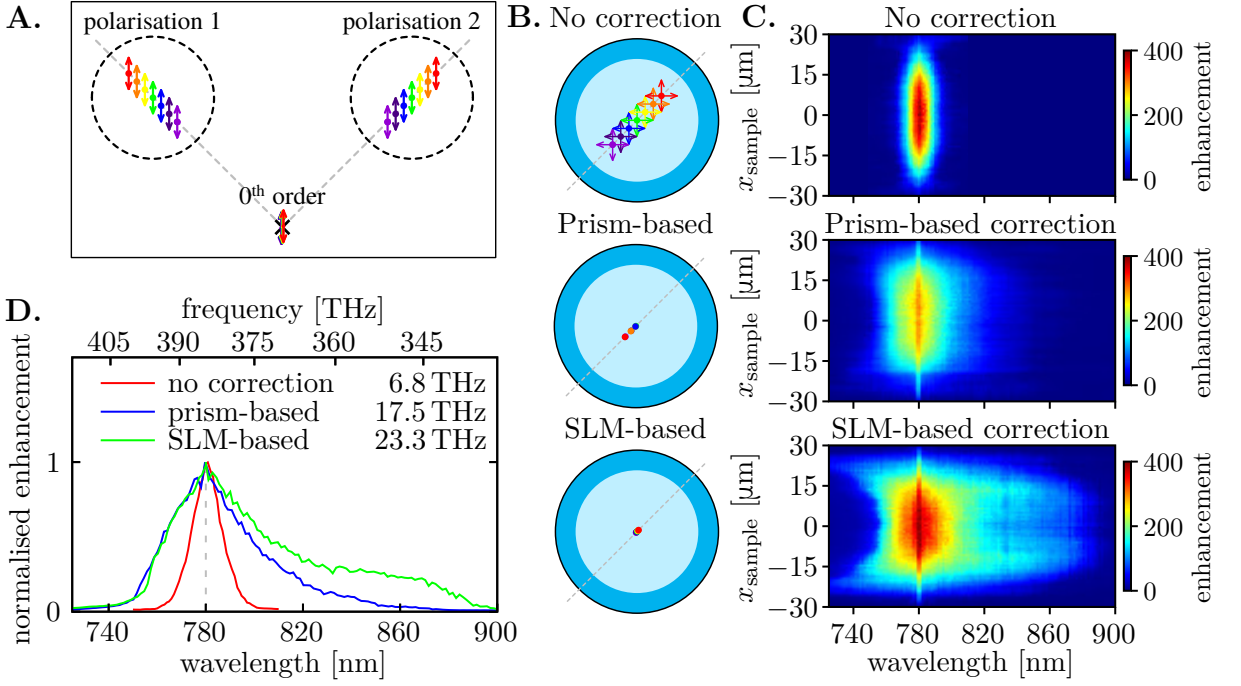 A.
polarisation 1
polarisation 2
0th order
B.
No correction
Prism-based
SLM-based
C.
No correction
30
15
0
−15
−30
xsample [μm]
400
200
0
enhancement
Prism-based correction
30
15
0
−15
−30
xsample [μm]
400
200
0
enhancement
SLM-based correction
30
15
0
−15
−30
xsample [μm]
400
200
0
enhancement
740
780
820
860
900
wavelength [nm]
D.
frequency [THz]
405
390
375
360
345
no correction 6.8 THz
prism-based 17.5 THz
SLM-based 23.3 THz
1
0
normalised enhancement
740
780
820
860
900
wavelength [nm]